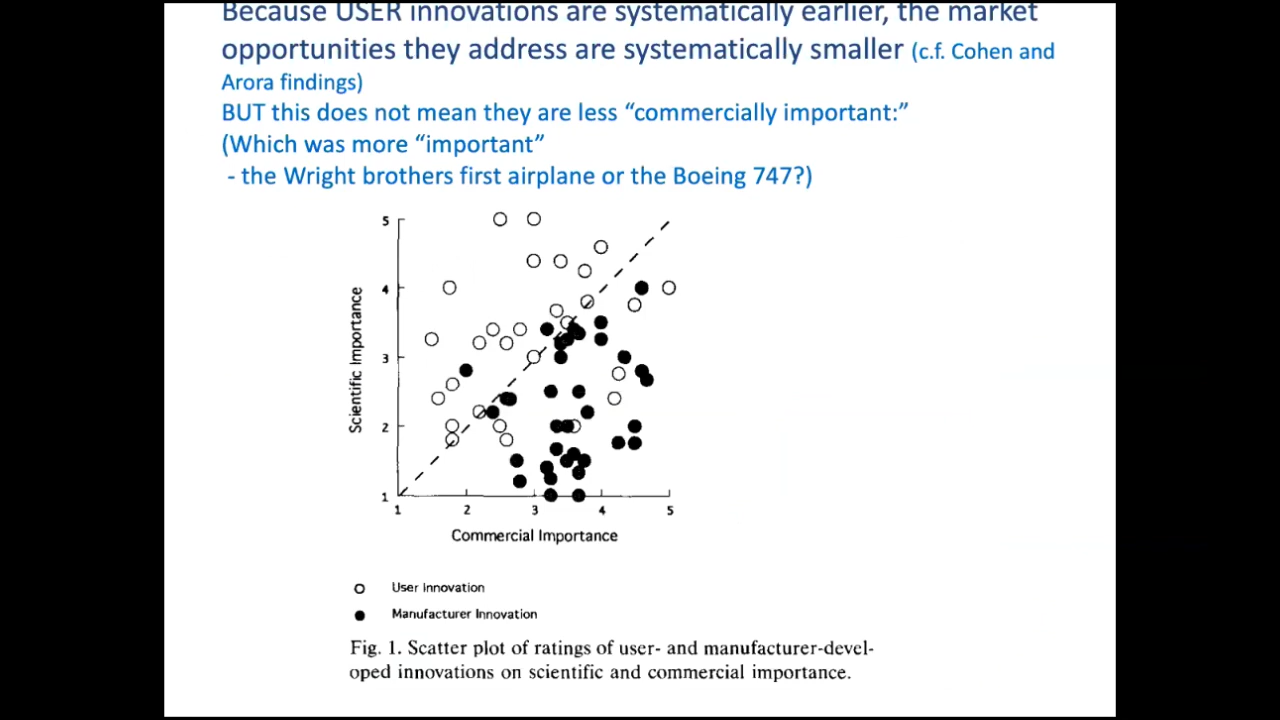 Because USER innovations are systematically earlier, the market
opportunities they address are systematically smaller (c.f. Cohen and
Arora findings)
BUT this does not mean they are less “commercially important:”
(Which was more “important”
- the Wright brothers first airplane or the Boeing 747?)
5
4
3
2
1
Scientific Importance
1 2 3 4 5
Commercial Importance
User Innovation
Manufacturer Innovation
Fig. 1. Scatter plot of ratings of user- and manufacturer-devel-
oped innovations on scientific and commercial importance.